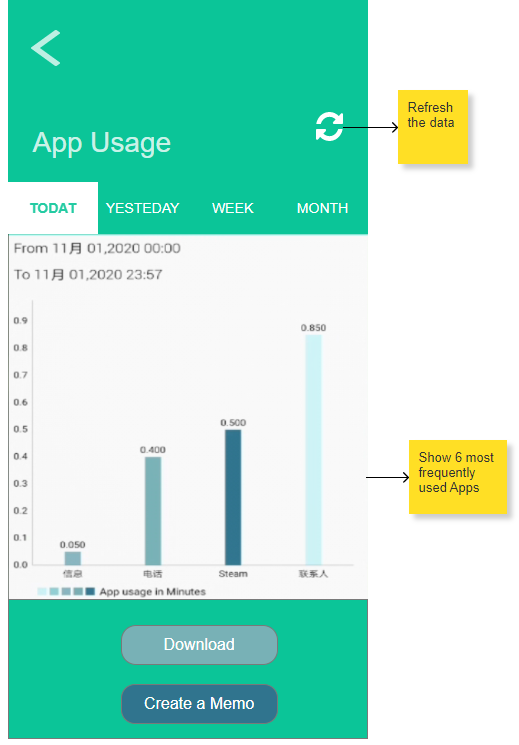 Refresh
the data
App Usage
TODAT YESTEDAY WEEK MONTH
From 11月 01,2020 00:00
To 11月 01,2020 23:57
0.9
0.8
0.7
0.6
0.5
0.4
0.3
0.2
0.1
0.0
0.050
0.400
0.500
0.850
信息 电话 Steam 联系人
App usage in Minutes
Show 6 most
frequently
used Apps
Download
Create a Memo